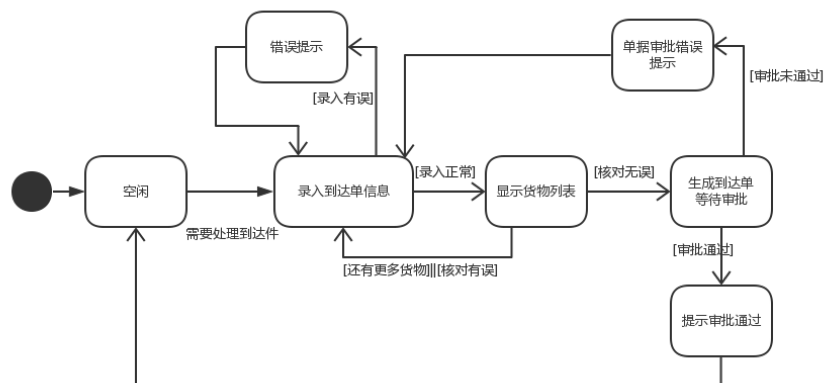 错误提示
单据审批错误
提示
[审批未通过]
[录入有误]
空闲
需要处理到达件
录入到达单信息
[录入正常]
显示货物列表
[核对无误]
生成到达单
等待审批
[还有更多货物]||[核对有误]
[审批通过]
提示审批通过